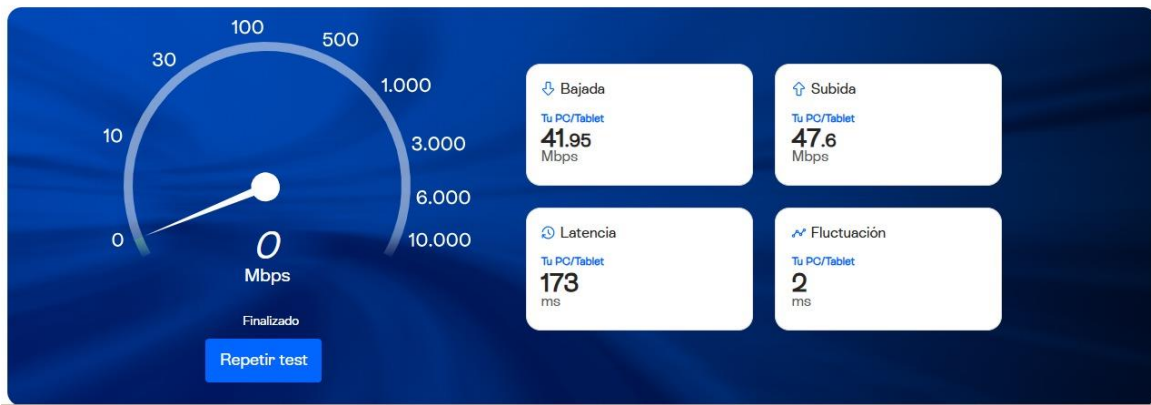 100
500
30
1.000
10
3.000
6.000
0
10.000
0
Mbps
Finalizado
Repetir test
Bajada
Tu PC/Tablet
41.95
Mbps
Subida
Tu PC/Tablet
47.6
Mbps
Latencia
Tu PC/Tablet
173
ms
Fluctuación
Tu PC/Tablet
2
ms